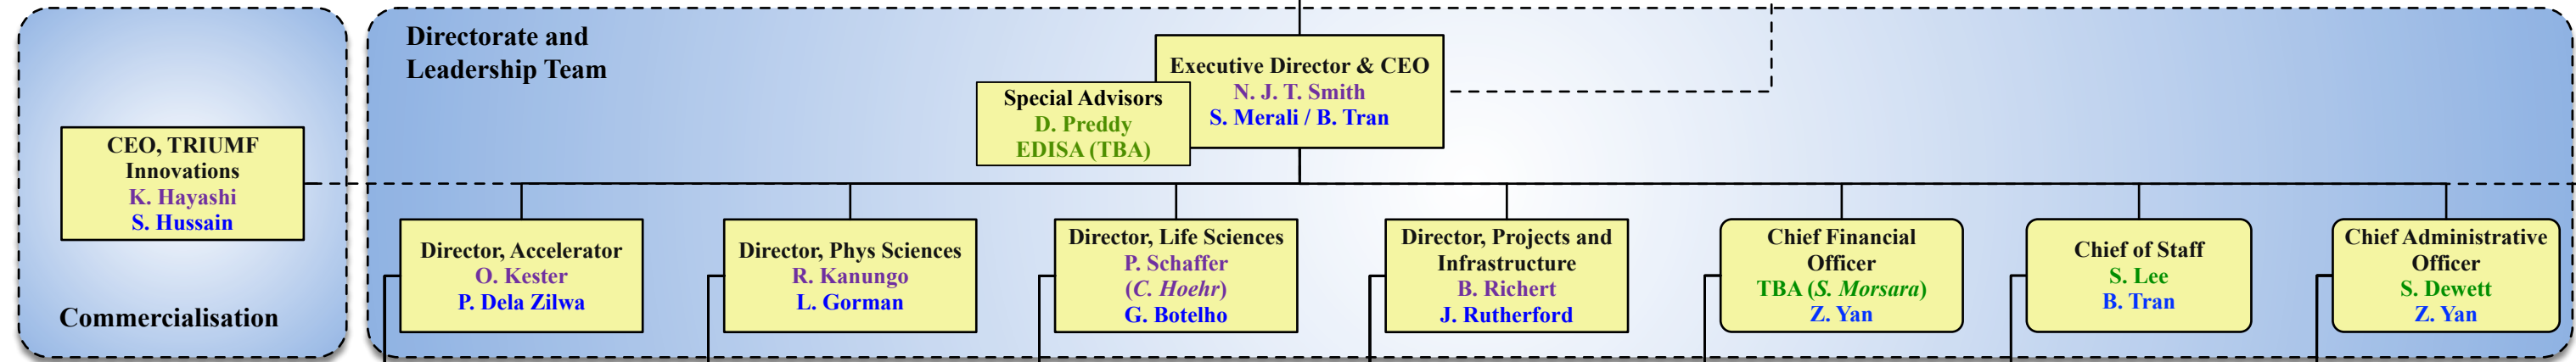 Directorate and
Leadership Team
Executive Director & CEO
N. J. T. Smith
S. Merali / B. Tran
Special Advisors
D. Preddy
EDISA (TBA)
CEO, TRIUMF
Innovations
K. Hayashi
S. Hussain
Commercialisation
Director, Accelerator
O. Kester
P. Dela Zilwa
Director, Phys Sciences
R. Kanungo
L. Gorman
Director, Life Sciences
P. Schaffer
(C. Hoehr)
G. Botelho
Director, Projects and
Infrastructure
B. Richert
J. Rutherford
Chief Financial
Officer
TBA (S. Morsara)
Z. Yan
Chief of Staff
S. Lee
B. Tran
Chief Administrative
Officer
S. Dewett
Z. Yan